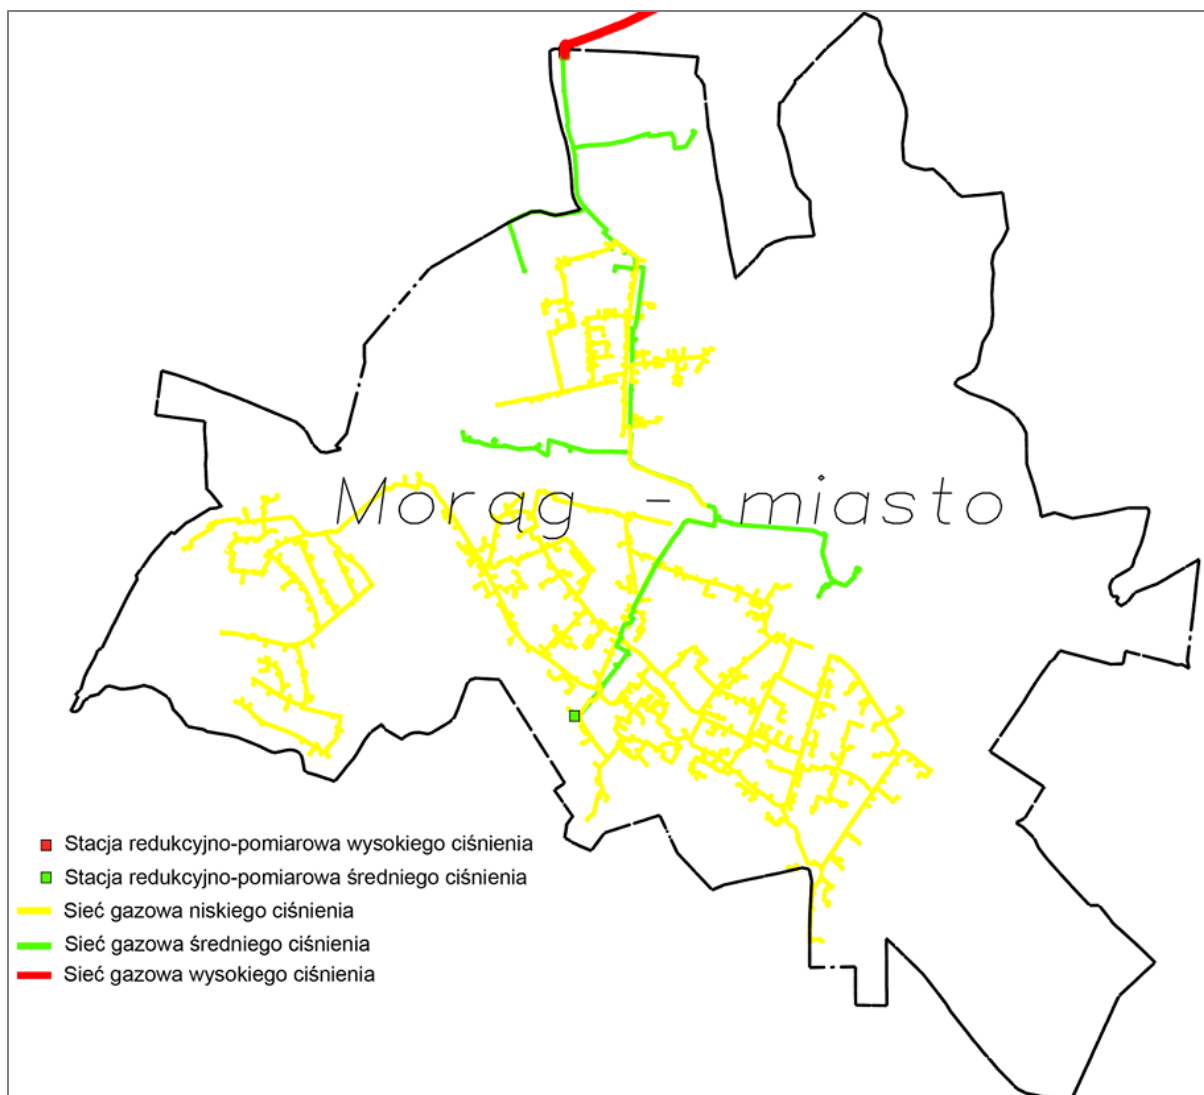 Morąg - miasto
Stacja redukcyjno-pomiarowa wysokiego ciśnienia
Stacja redukcyjno-pomiarowa średniego ciśnienia
Sieć gazowa niskiego ciśnienia
Sieć gazowa średniego ciśnienia
Sieć gazowa wysokiego ciśnienia